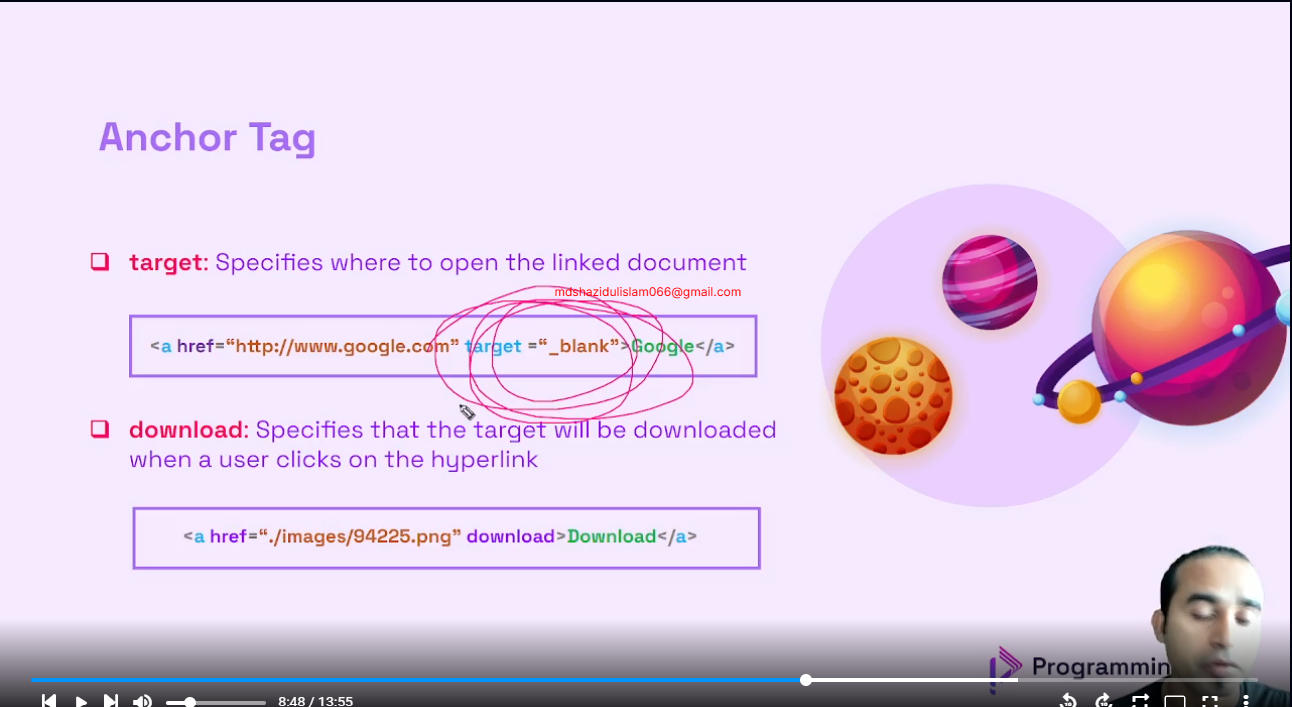 Anchor Tag
target: Specifies where to open the linked document
mdshazidulislam066@gmail.com
<a href=“http://www.google.com” target =“_blank”>Google</a>
download: Specifies that the target will be downloaded
when a user clicks on the hyperlink
<a href=“./images/94225.png” download>Download</a>
Programmin
8:48 / 13:55